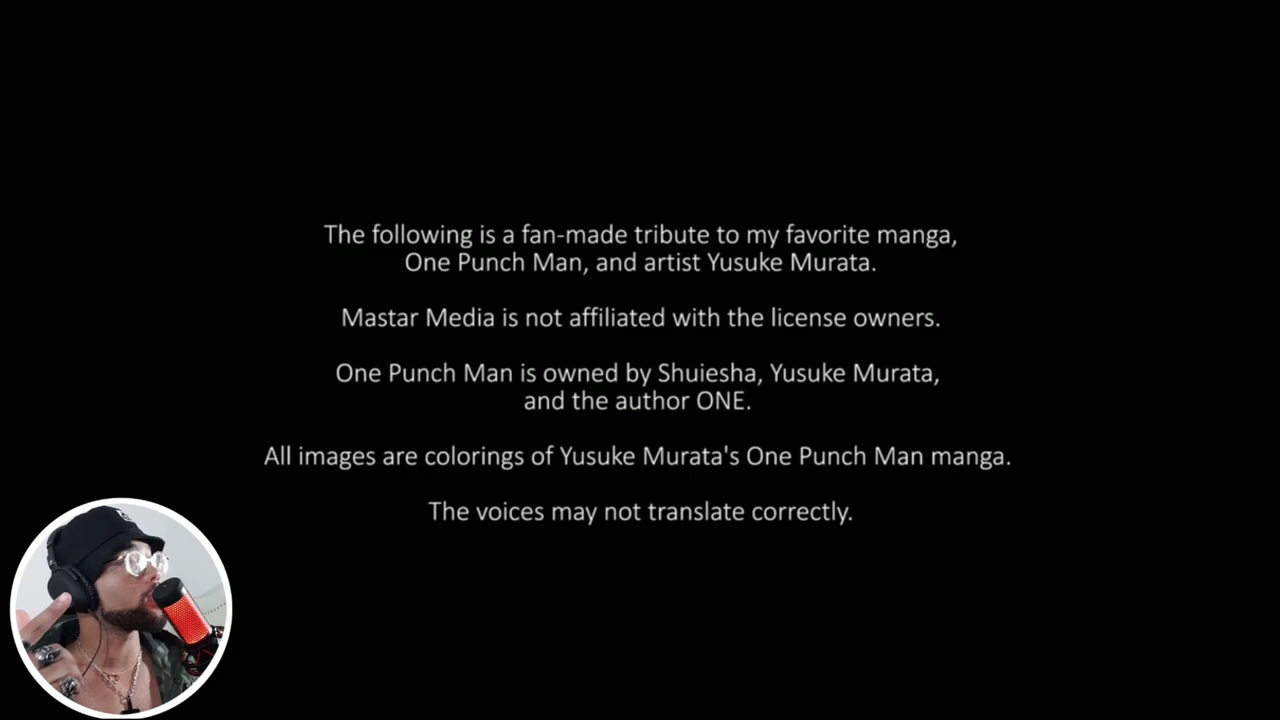 The following is a fan-made tribute to my favorite manga,
One Punch Man, and artist Yusuke Murata.
Mastar Media is not affiliated with the license owners.
One Punch Man is owned by Shuiesha, Yusuke Murata,
and the author ONE.
All images are colorings of Yusuke Murata's One Punch Man manga.
The voices may not translate correctly.